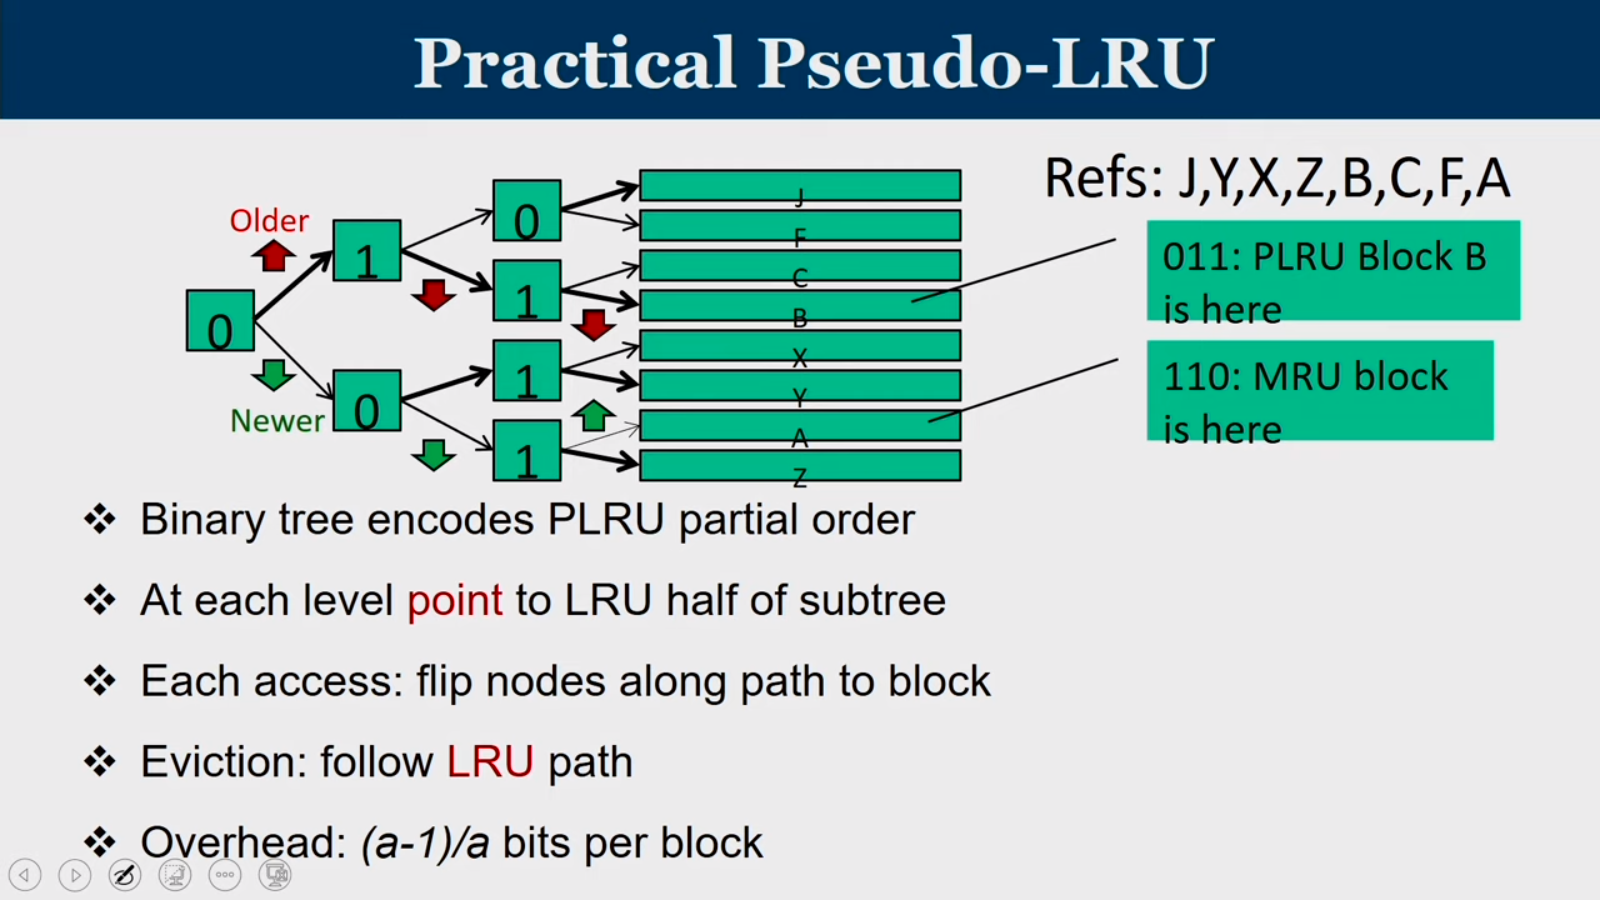 Practical Pseudo-LRU
Refs: J,Y,X,Z,B,C,F,A
Older
Newer
0
1
0
0
1
1
1
J
F
C
B
X
Y
A
Z
011: PLRU Block B
is here
110: MRU block
is here
Binary tree encodes PLRU partial order
At each level point to LRU half of subtree
Each access: flip nodes along path to block
Eviction: follow LRU path
Overhead: (a-1)/a bits per block